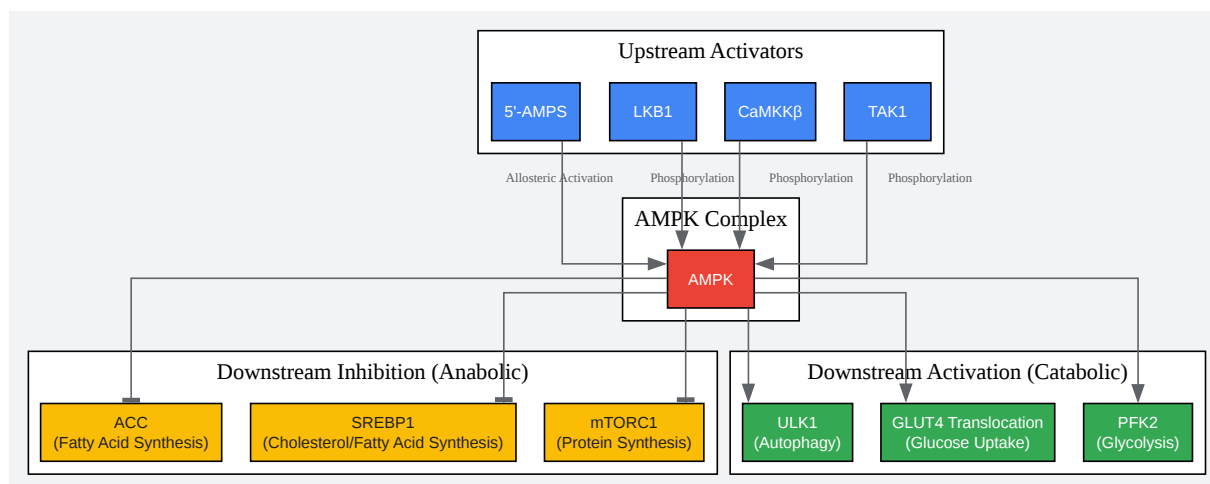 Upstream Activators
5'-AMPS
LKB1
CaMKKβ
TAK1
Allosteric Activation
Phosphorylation
Phosphorylation
Phosphorylation
AMPK Complex
AMPK
Downstream Inhibition (Anabolic)
ACC
(Fatty Acid Synthesis)
SREBP1
(Cholesterol/Fatty Acid Synthesis)
mTORC1
(Protein Synthesis)
Downstream Activation (Catabolic)
ULK1
(Autophagy)
GLUT4 Translocation
(Glucose Uptake)
PFK2
(Glycolysis)